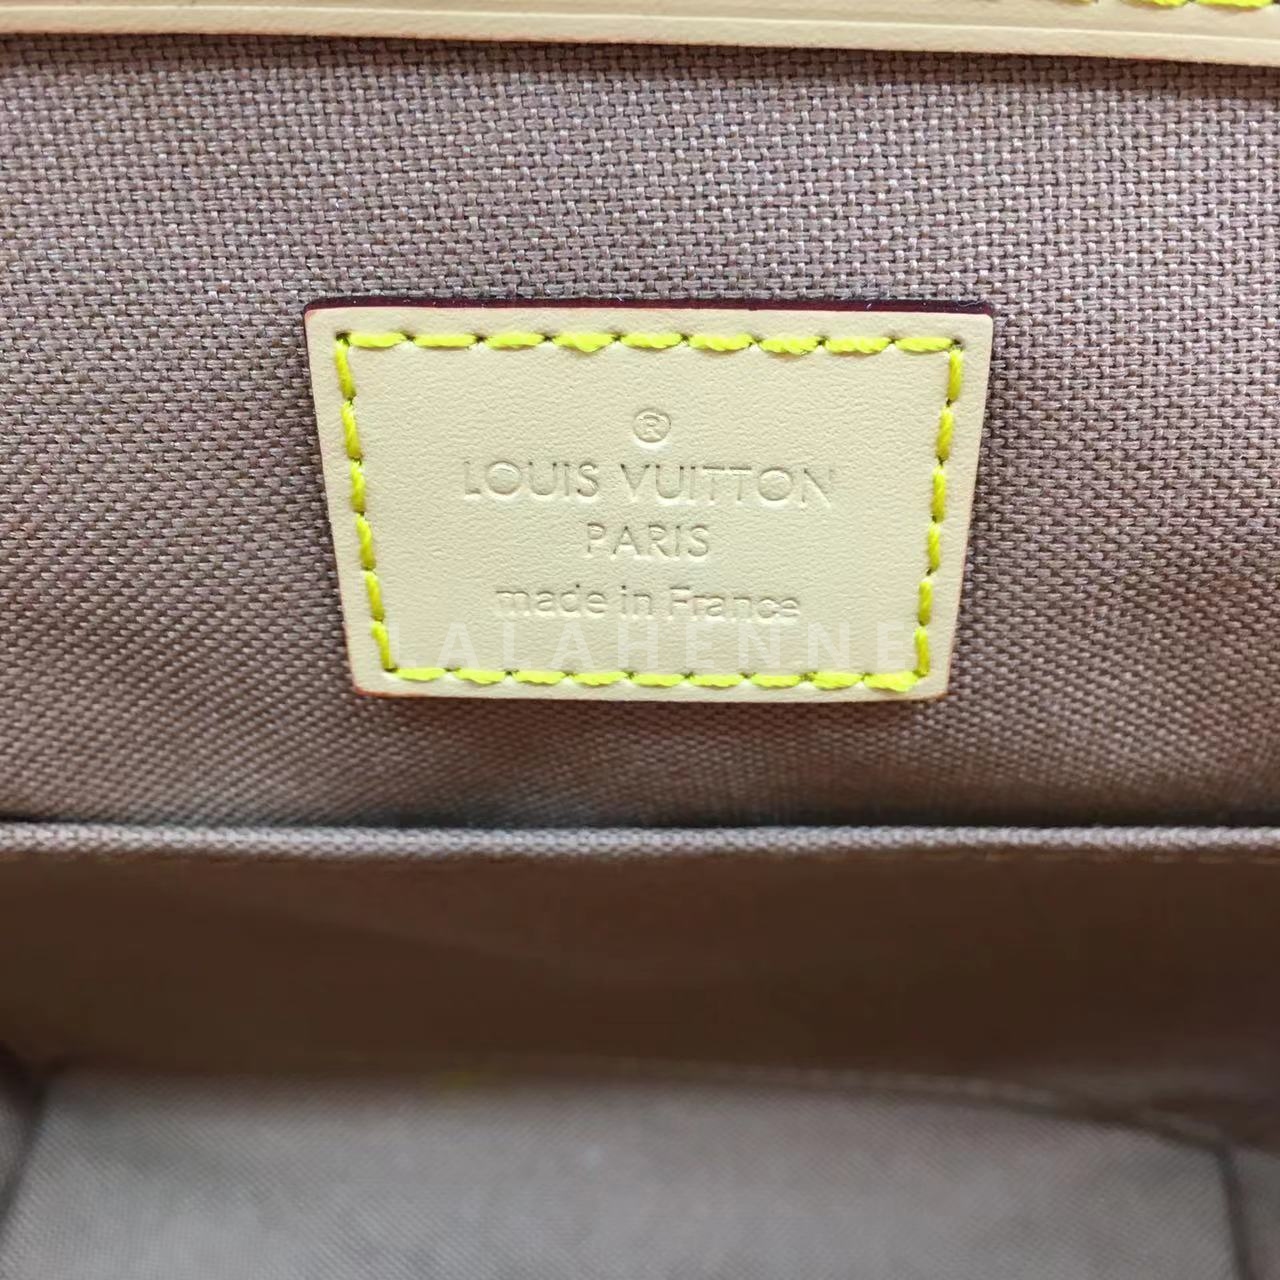 ®
LOUIS VUITTON
PARIS
made in France
LALAHENNE